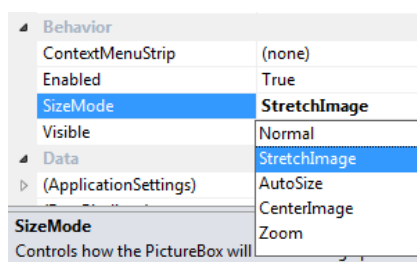 Behavior
ContextMenuStrip (none)
Enabled True
SizeMode StretchImage
Visible Normal
Data StretchImage
(ApplicationSettings) AutoSize
CenterImage
SizeMode Zoom
Controls how the PictureBox will